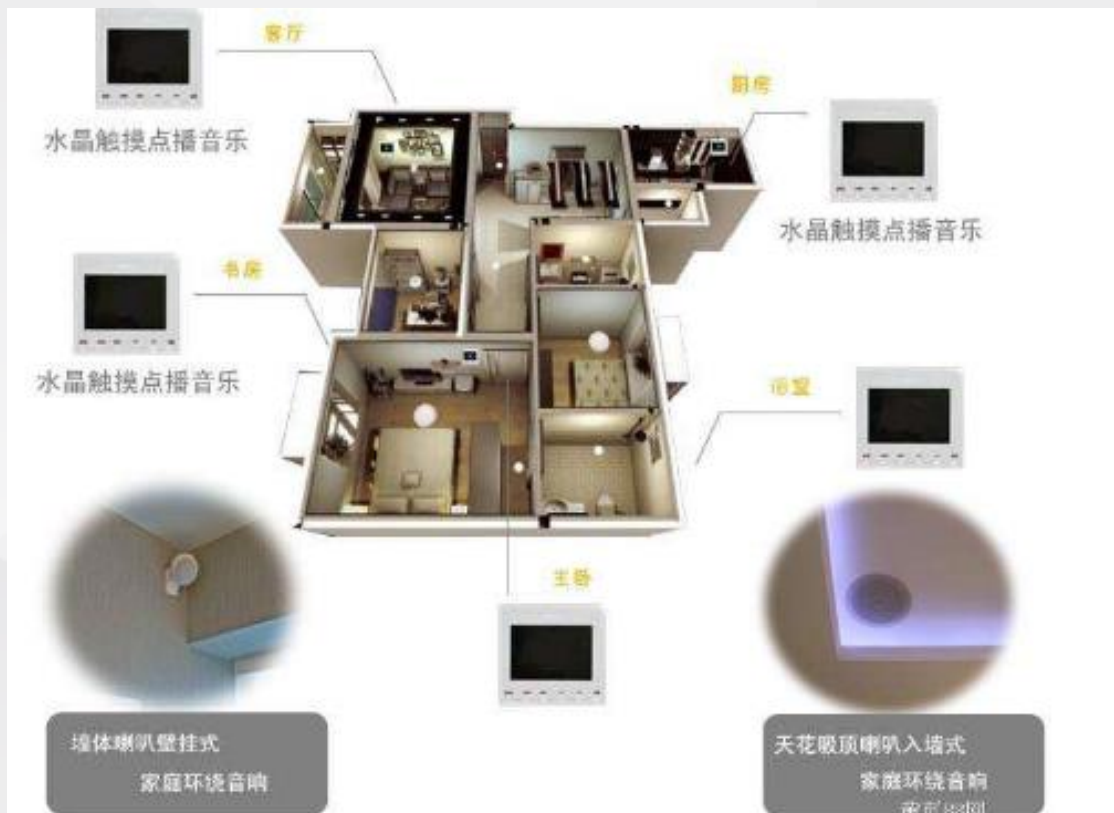 客厅
厨房
水晶触摸点播音乐
水晶触摸点播音乐
书房
水晶触摸点播音乐
浴室
主卧
墙体喇叭壁挂式
家庭环绕音响
天花吸顶喇叭入墙式
家庭环绕音响